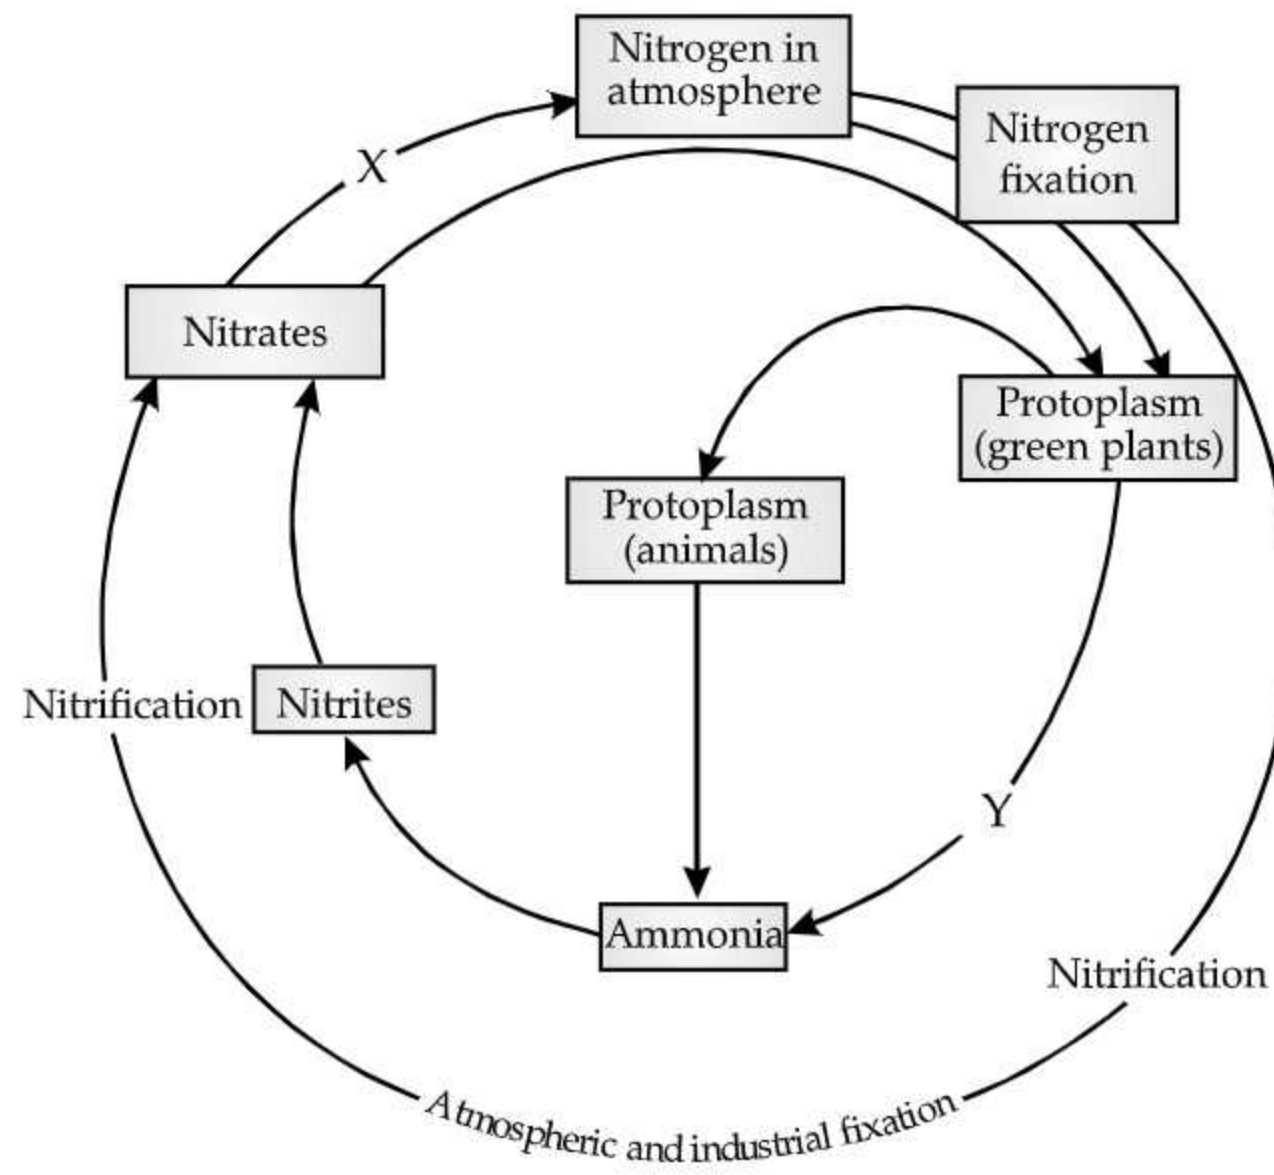 Nitrogen in
atmosphere
Nitrogen
fixation
X
Nitrates
Protoplasm
(green plants)
Protoplasm
(animals)
Nitrification
Nitrites
Y
Ammonia
Nitrification
Atmospheric and industrial fixation